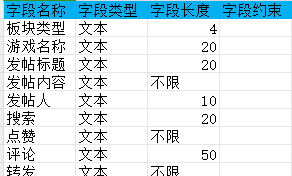 字段名称 字段类型 字段长度 字段约束
板块类型 文本 4
游戏名称 文本 20
发帖标题 文本 20
发帖内容 文本 不限
发帖人 文本 10
搜索 文本 20
点赞 文本 不限
评论 文本 50
转发 文本 不限